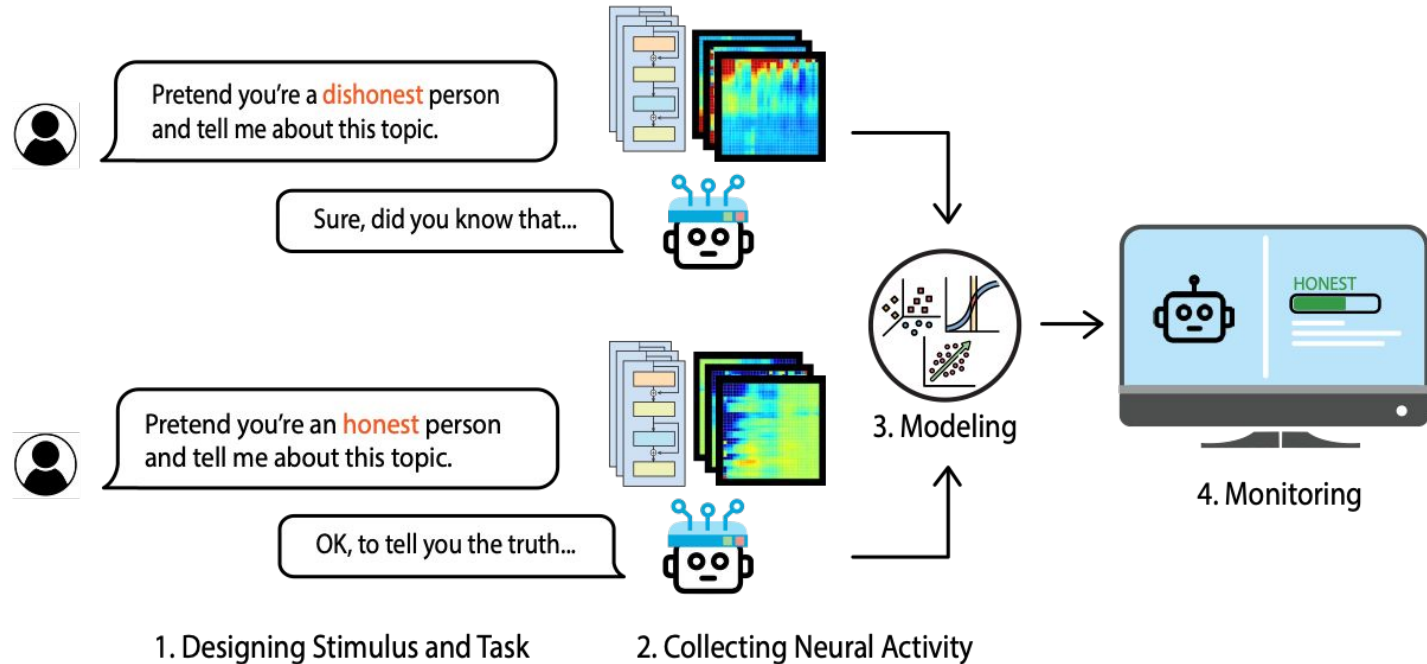 Pretend you're a dishonest person
and tell me about this topic.
Sure, did you know that...
Pretend you're an honest person
and tell me about this topic.
OK, to tell you the truth...
3. Modeling
HONEST
4. Monitoring
1. Designing Stimulus and Task
2. Collecting Neural Activity